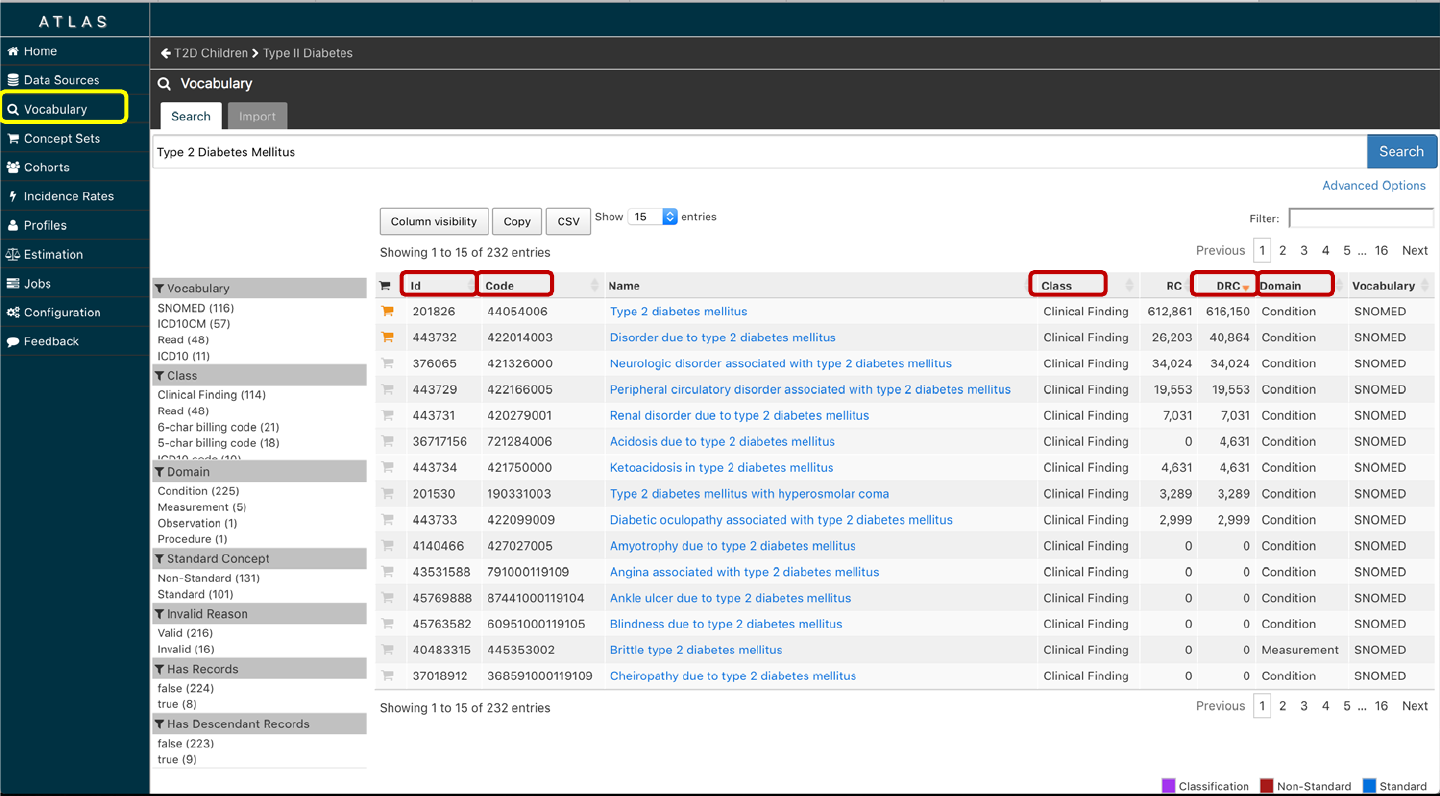 ATLAS
Home
Data Sources
Vocabulary
Concept Sets
Cohorts
Incidence Rates
Profiles
Estimation
Jobs
Configuration
Feedback
T2D Children Type II Diabetes
Vocabulary
Search Import
Type 2 Diabetes Mellitus Search
Advanced Options
Column visibility Copy CSV Show 15 entries Filter:
Showing 1 to 15 of 232 entries Previous 1 2 3 4 5 ... 16 Next
Vocabulary
SNOMED (116)
ICD10CM (57)
Read (48)
ICD10 (11)
Class
Clinical Finding (114)
Read (48)
6-char billing code (21)
5-char billing code (18)
ICD10 code (10)
Domain
Condition (225)
Measurement (5)
Observation (1)
Procedure (1)
Standard Concept
Non-Standard (131)
Standard (101)
Invalid Reason
Valid (216)
Invalid (16)
Has Records
false (224)
true (8)
Has Descendant Records
false (223)
true (9)
Id Code Name Class RC DRC Domain Vocabulary
201826 44054006 Type 2 diabetes mellitus Clinical Finding 612,861 616,150 Condition SNOMED
443732 422014003 Disorder due to type 2 diabetes mellitus Clinical Finding 26,203 40,864 Condition SNOMED
376065 421326000 Neurologic disorder associated with type 2 diabetes mellitus Clinical Finding 34,024 34,024 Condition SNOMED
443729 422166005 Peripheral circulatory disorder associated with type 2 diabetes mellitus Clinical Finding 19,553 19,553 Condition SNOMED
443731 420279001 Renal disorder due to type 2 diabetes mellitus Clinical Finding 7,031 7,031 Condition SNOMED
36717156 721284006 Acidosis due to type 2 diabetes mellitus Clinical Finding 0 4,631 Condition SNOMED
443734 421750000 Ketoacidosis in type 2 diabetes mellitus Clinical Finding 4,631 4,631 Condition SNOMED
201530 190331003 Type 2 diabetes mellitus with hyperosmolar coma Clinical Finding 3,289 3,289 Condition SNOMED
443733 422099009 Diabetic oculopathy associated with type 2 diabetes mellitus Clinical Finding 2,999 2,999 Condition SNOMED
4140466 427027005 Amyotrophy due to type 2 diabetes mellitus Clinical Finding 0 0 Condition SNOMED
43531588 791000119109 Angina associated with type 2 diabetes mellitus Clinical Finding 0 0 Condition SNOMED
45769888 87441000119104 Ankle ulcer due to type 2 diabetes mellitus Clinical Finding 0 0 Condition SNOMED
45763582 60951000119105 Blindness due to type 2 diabetes mellitus Clinical Finding 0 0 Condition SNOMED
40483315 445353002 Brittle type 2 diabetes mellitus Clinical Finding 0 0 Measurement SNOMED
37018912 368591000119109 Cheiropathy due to type 2 diabetes mellitus Clinical Finding 0 0 Condition SNOMED
Showing 1 to 15 of 232 entries Previous 1 2 3 4 5 ... 16 Next
Classification Non-Standard Standard